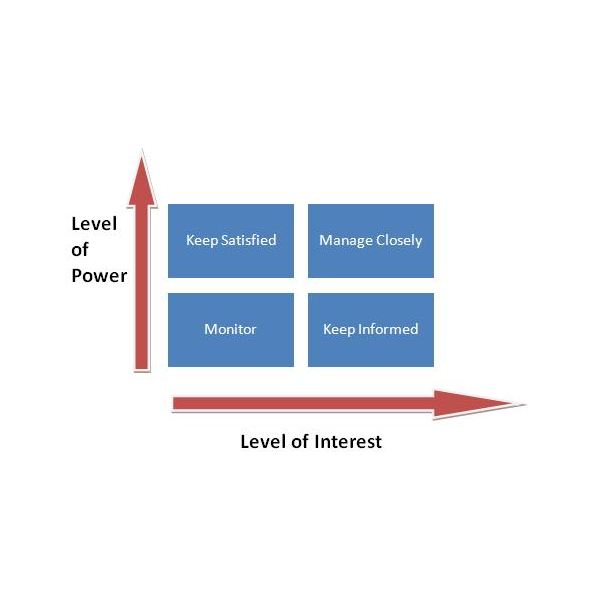 Level
of
Power
Keep Satisfied
Manage Closely
Monitor
Keep Informed
Level of Interest